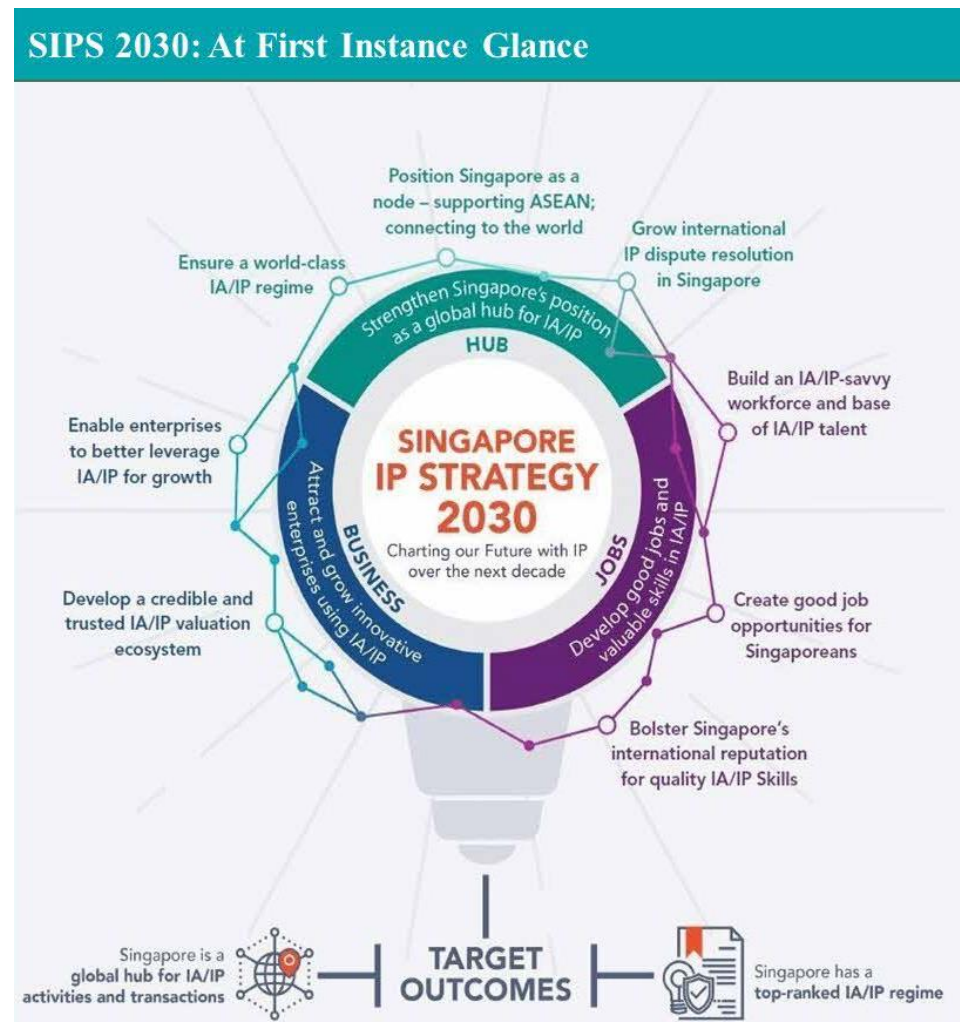 SIPS 2030: At First Instance Glance
Position Singapore as a
node – supporting ASEAN;
connecting to the world
Grow international
IP dispute resolution
in Singapore
Ensure a world-class
IA/IP regime
Strengthen Singapore's position
as a global hub for IA/IP
HUB
Build an IA/IP-savvy
workforce and base
of IA/IP talent
Enable enterprises
to better leverage
IA/IP for growth
SINGAPORE
IP STRATEGY
2030
Charting our Future with IP
over the next decade
Attract and grow innovative
enterprises using IA/IP
BUSINESS
JOBS
Develop good jobs and
valuable skills in IA/IP
Develop a credible and
trusted IA/IP valuation
ecosystem
Create good job
opportunities for
Singaporeans
Bolster Singapore's
international reputation
for quality IA/IP Skills
Singapore is a
global hub for IA/IP
activities and transactions
TARGET
OUTCOMES
Singapore has a
top-ranked IA/IP regime